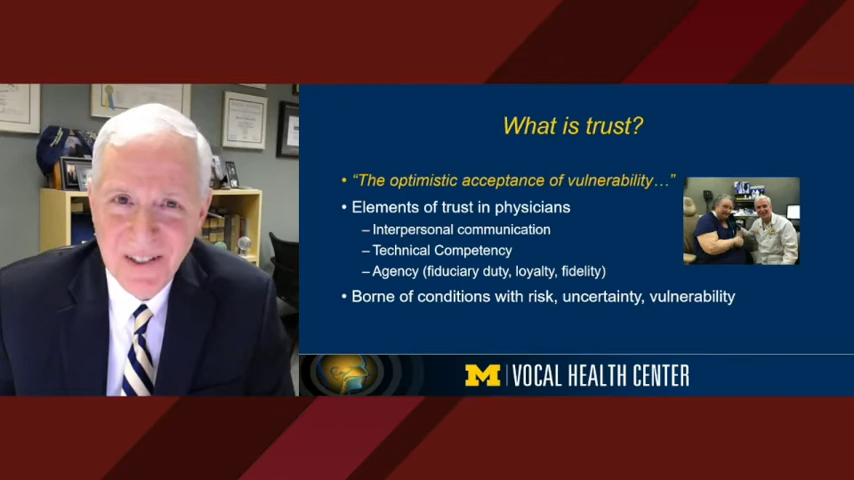 What is trust?
• “The optimistic acceptance of vulnerability…”
• Elements of trust in physicians
– Interpersonal communication
– Technical Competency
– Agency (fiduciary duty, loyalty, fidelity)
• Borne of conditions with risk, uncertainty, vulnerability
M | VOCAL HEALTH CENTER